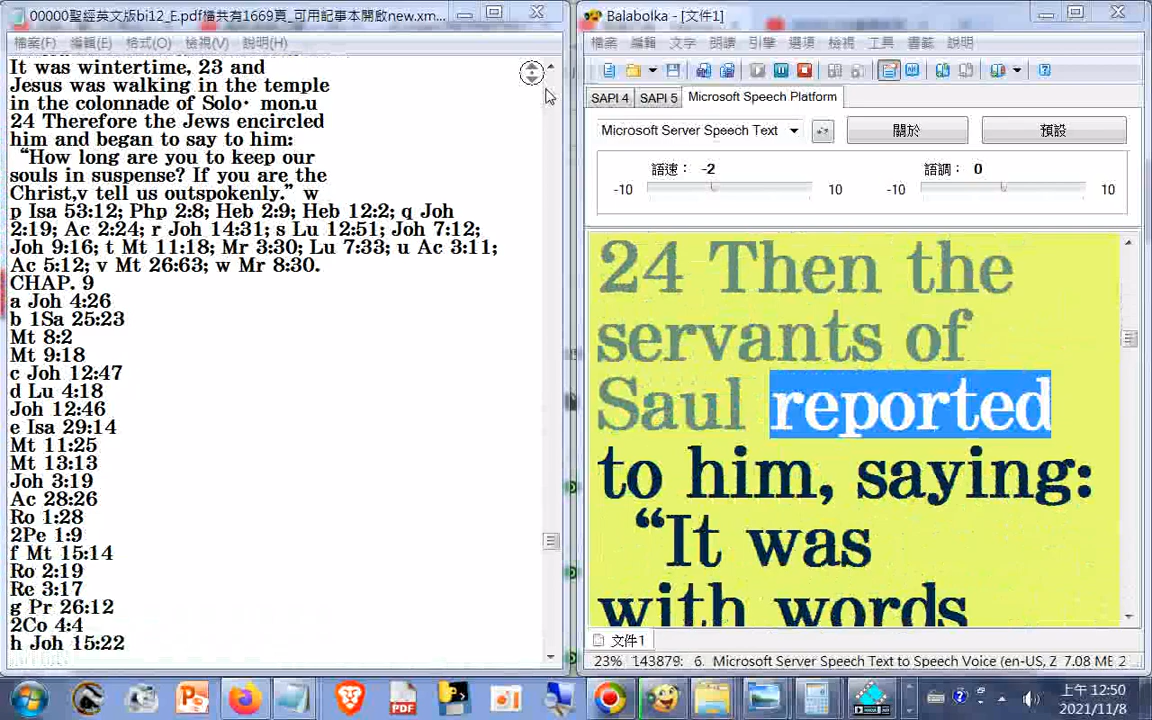 00000聖經英文版bi12_E.pdf檔共有1669頁_可用記事本開啟new.xm...
檔案(F) 編輯(E) 格式(O) 檢視(V) 說明(H)
It was wintertime, 23 and
Jesus was walking in the temple
in the colonnade of Solo· mon.u
24 Therefore the Jews encircled
him and began to say to him:
“How long are you to keep our
souls in suspense? If you are the
Christ,v tell us outspokenly.” w
p Isa 53:12; Php 2:8; Heb 2:9; Heb 12:2; q Joh
2:19; Ac 2:24; r Joh 14:31; s Lu 12:51; Joh 7:12;
Joh 9:16; t Mt 11:18; Mr 3:30; Lu 7:33; u Ac 3:11;
Ac 5:12; v Mt 26:63; w Mr 8:30.
CHAP. 9
a Joh 4:26
b 1Sa 25:23
Mt 8:2
Mt 9:18
c Joh 12:47
d Lu 4:18
Joh 12:46
e Isa 29:14
Mt 11:25
Mt 13:13
Joh 3:19
Ac 28:26
Ro 1:28
2Pe 1:9
f Mt 15:14
Ro 2:19
Re 3:17
g Pr 26:12
2Co 4:4
h Joh 15:22
Balabolka - [文件1]
檔案 編輯 文字 朗讀 引擎 選項 檢視 工具 書籤 說明
SAPI 4 SAPI 5 Microsoft Speech Platform
Microsoft Server Speech Text 關於 預設
語速： -2 語調： 0
-10 10 -10 10
24 Then the
servants of
Saul reported
to him, saying:
“It was
with words
文件1
23% 143879: 6. Microsoft Server Speech Text to Speech Voice (en-US, Z 7.08 MB 2
PDF
上午 12:50
2021/11/8